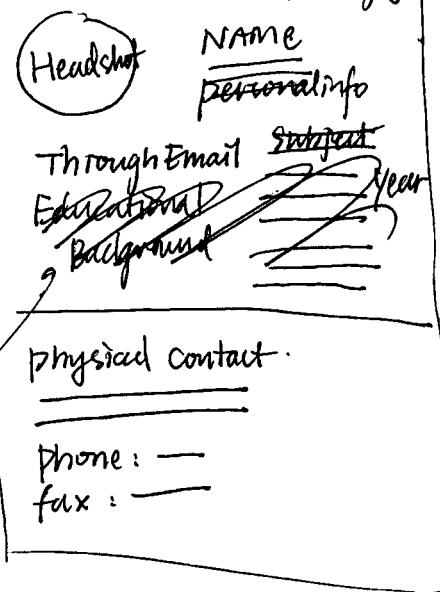 Headshot
NAME
personal info
Subject
Through Email
Year
Educational
Background
physical contact.
phone:
fax: